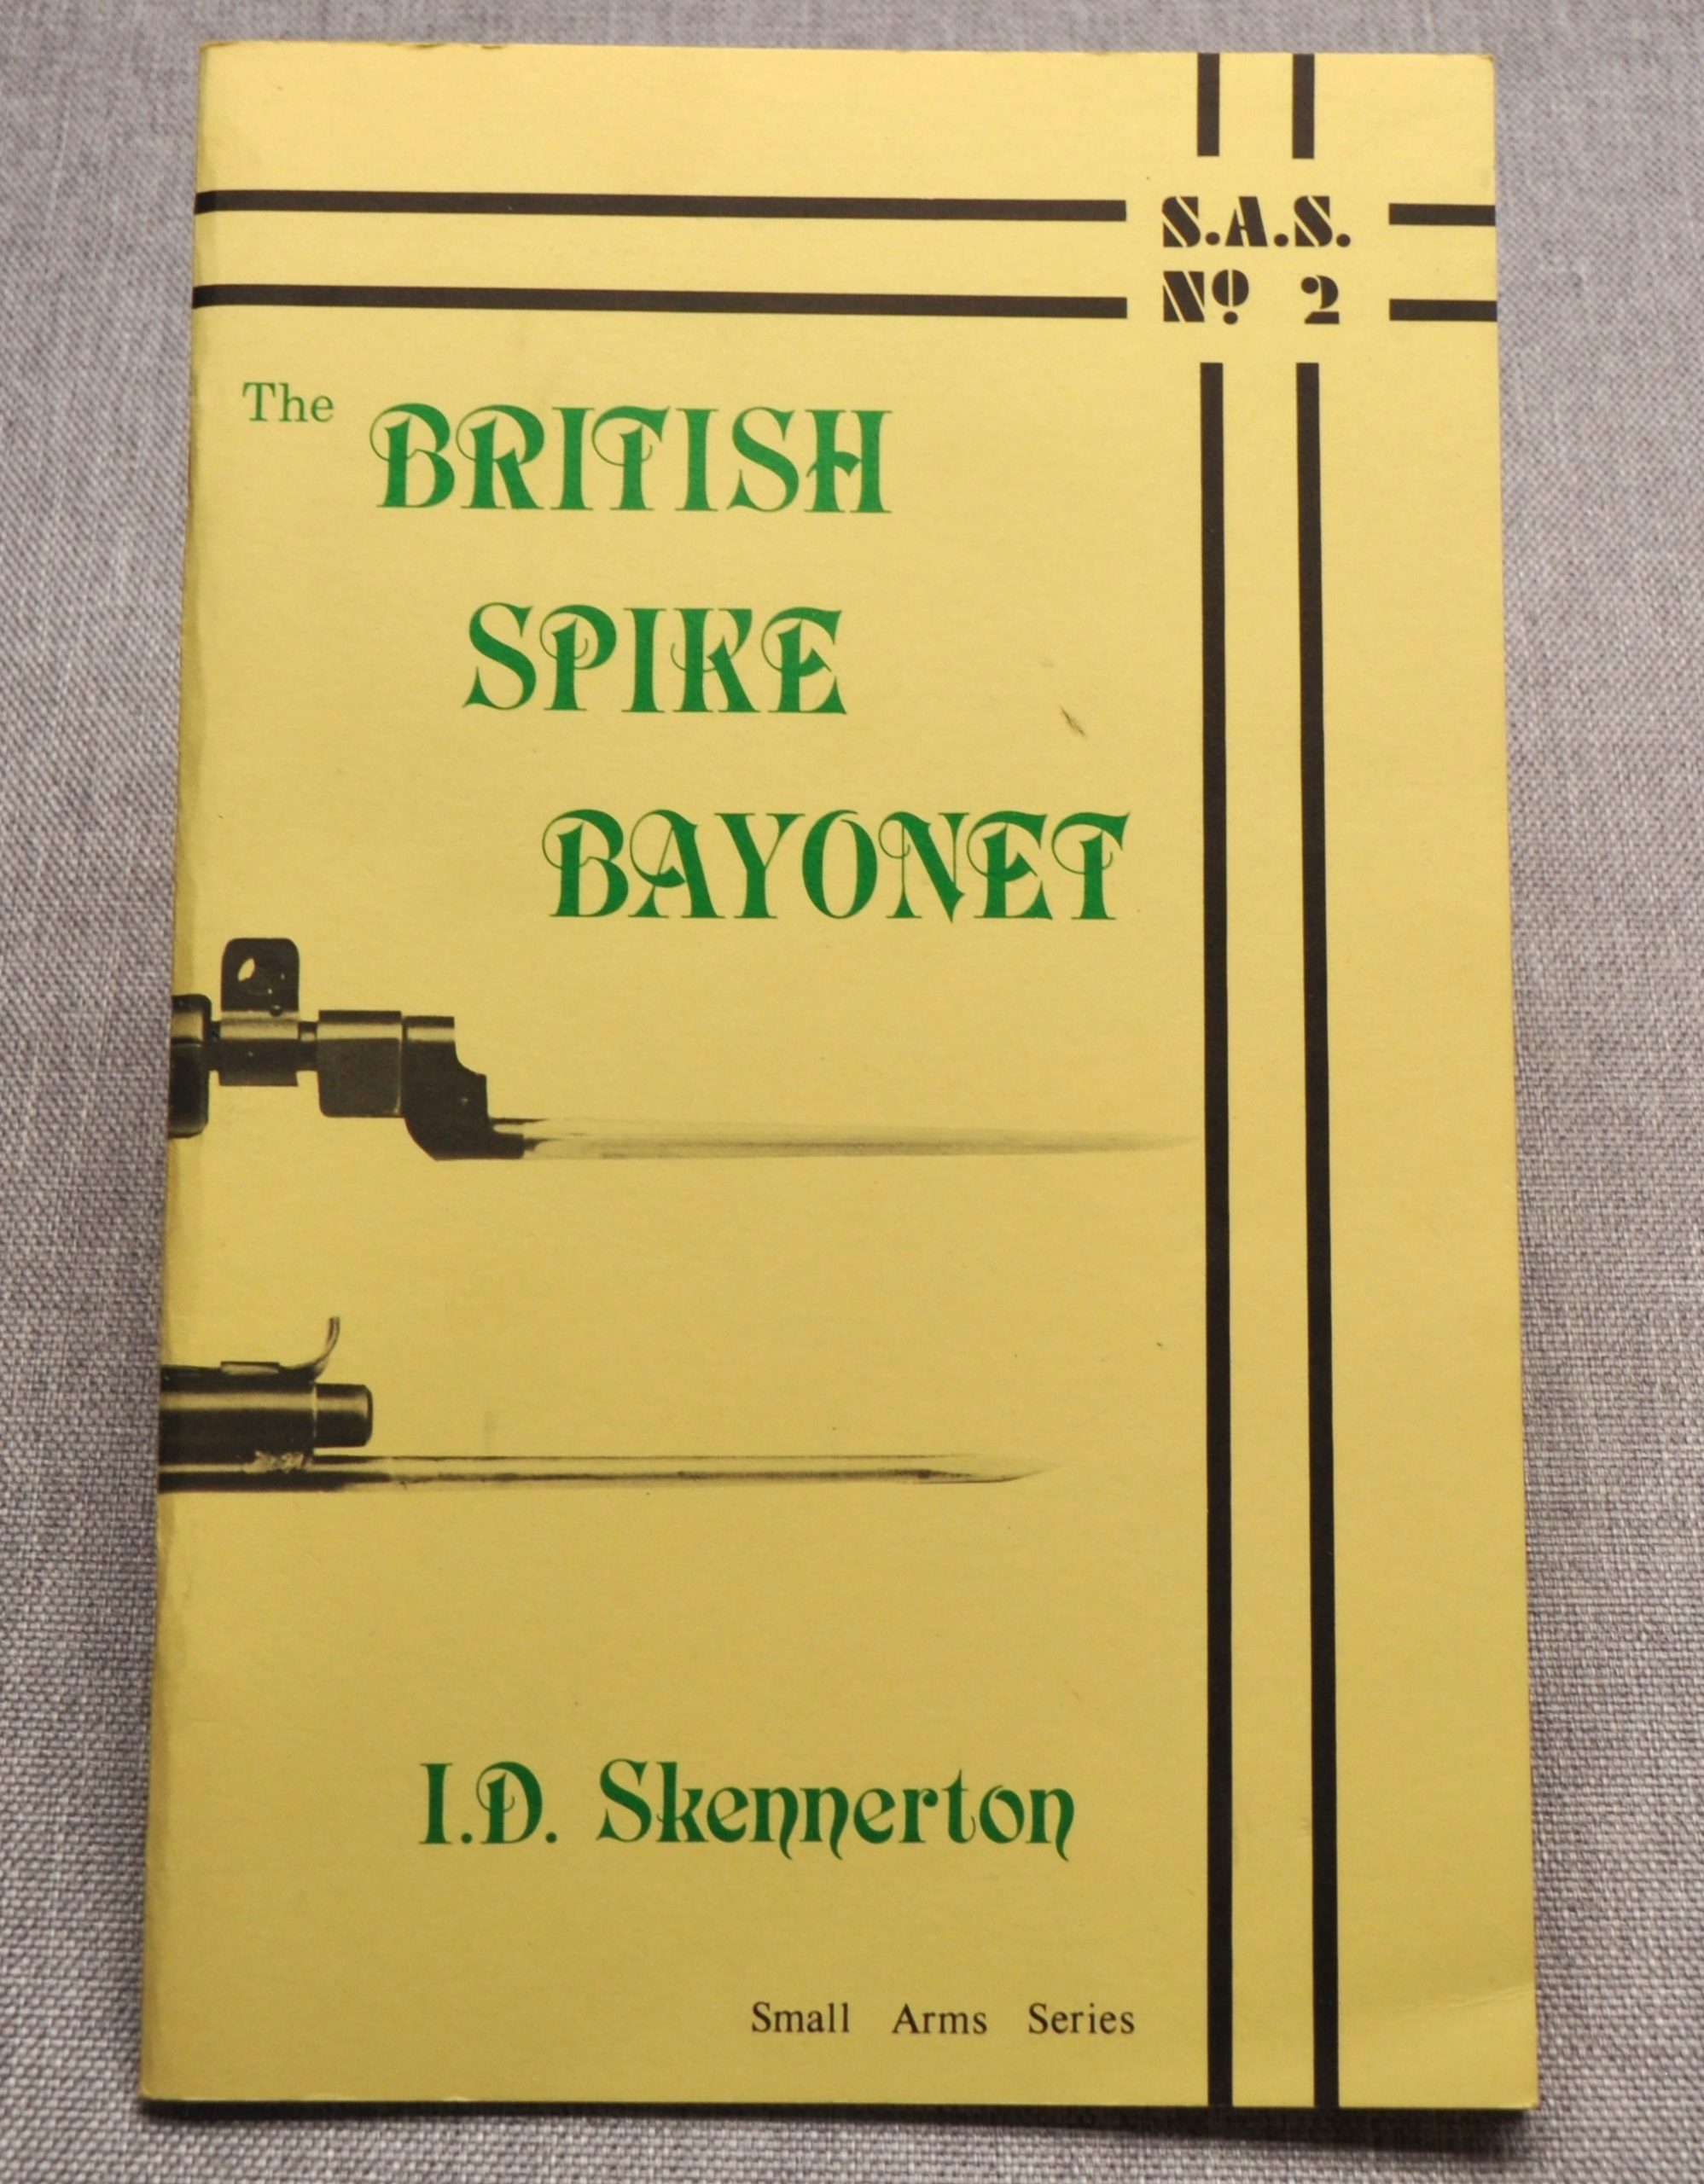 S.A.S.
Nº 2
The BRITISH
SPIKE
BAYONET
I.D. Skennerton
Small Arms Series